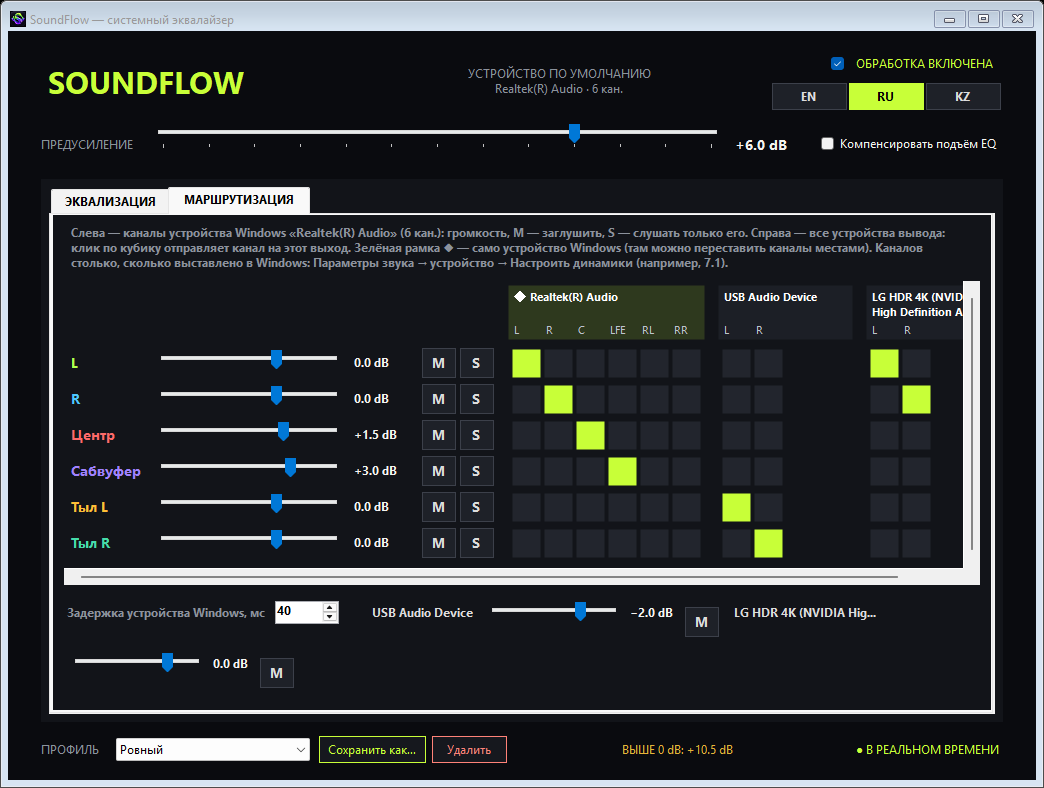 SoundFlow — системный эквалайзер
SOUNDFLOW
УСТРОЙСТВО ПО УМОЛЧАНИЮ
Realtek(R) Audio · 6 кан.
ОБРАБОТКА ВКЛЮЧЕНА
EN RU KZ
ПРЕДУСИЛЕНИЕ +6.0 dB Компенсировать подъём EQ
ЭКВАЛИЗАЦИЯ МАРШРУТИЗАЦИЯ
Слева — каналы устройства Windows «Realtek(R) Audio» (6 кан.): громкость, M — заглушить, S — слушать только его. Справа — все устройства вывода:
клик по кубику отправляет канал на этот выход. Зелёная рамка ◆ — само устройство Windows (там можно переставить каналы местами). Каналов
столько, сколько выставлено в Windows: Параметры звука → устройство → Настроить динамики (например, 7.1).
◆ Realtek(R) Audio USB Audio Device LG HDR 4K (NVID
High Definition A
L R C LFE RL RR L R L R
L 0.0 dB M S
R 0.0 dB M S
Центр +1.5 dB M S
Сабвуфер +3.0 dB M S
Тыл L 0.0 dB M S
Тыл R 0.0 dB M S
Задержка устройства Windows, мс 40 USB Audio Device −2.0 dB M LG HDR 4K (NVIDIA Hig...
0.0 dB M
ПРОФИЛЬ Ровный Сохранить как... Удалить ВЫШЕ 0 dB: +10.5 dB ● В РЕАЛЬНОМ ВРЕМЕНИ